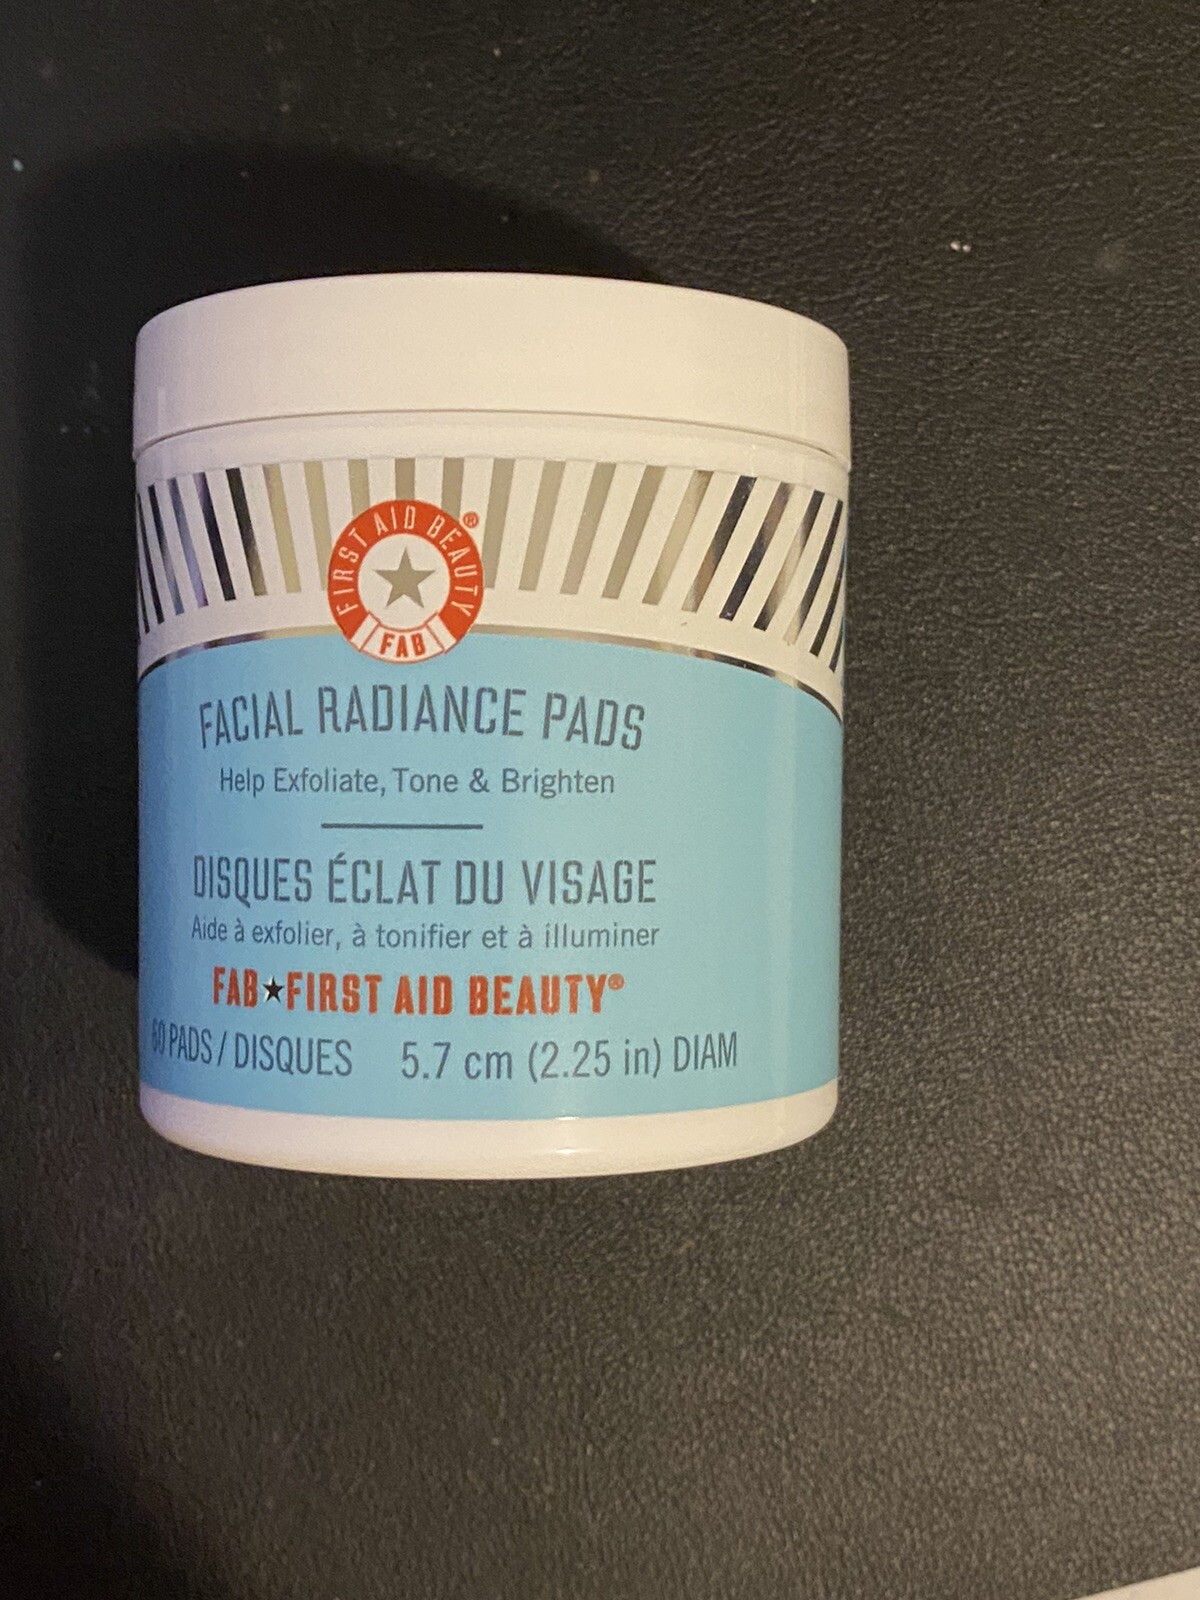 FIRST AID BEAUTY®
FAB
FACIAL RADIANCE PADS
Help Exfoliate, Tone & Brighten
DISQUES ÉCLAT DU VISAGE
Aide à exfolier, à tonifier et à illuminer
FAB★FIRST AID BEAUTY®
60 PADS / DISQUES 5.7 cm (2.25 in) DIAM